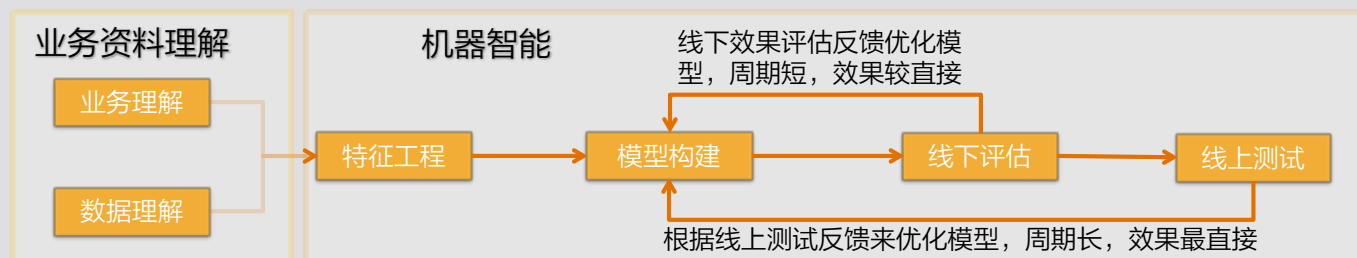 业务资料理解
业务理解
数据理解
机器智能
线下效果评估反馈优化模
型，周期短，效果较直接
特征工程
模型构建
线下评估
线上测试
根据线上测试反馈来优化模型，周期长，效果最直接